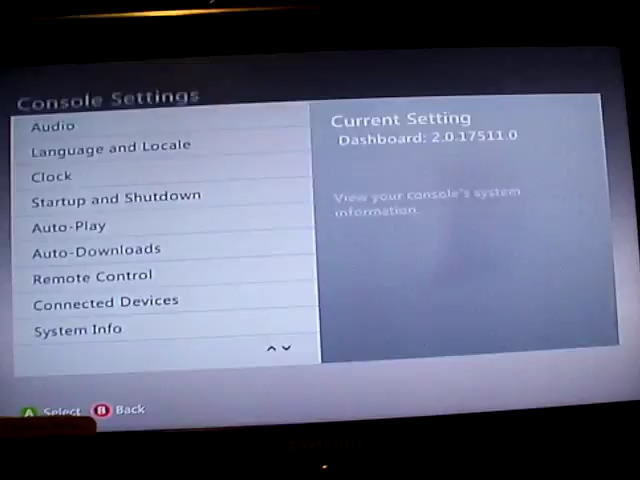 Console Settings
Audio
Language and Locale
Clock
Startup and Shutdown
Auto-Play
Auto-Downloads
Remote Control
Connected Devices
System Info
Current Setting
Dashboard: 2.0.17511.0
View your console's system
information.
A Select B Back